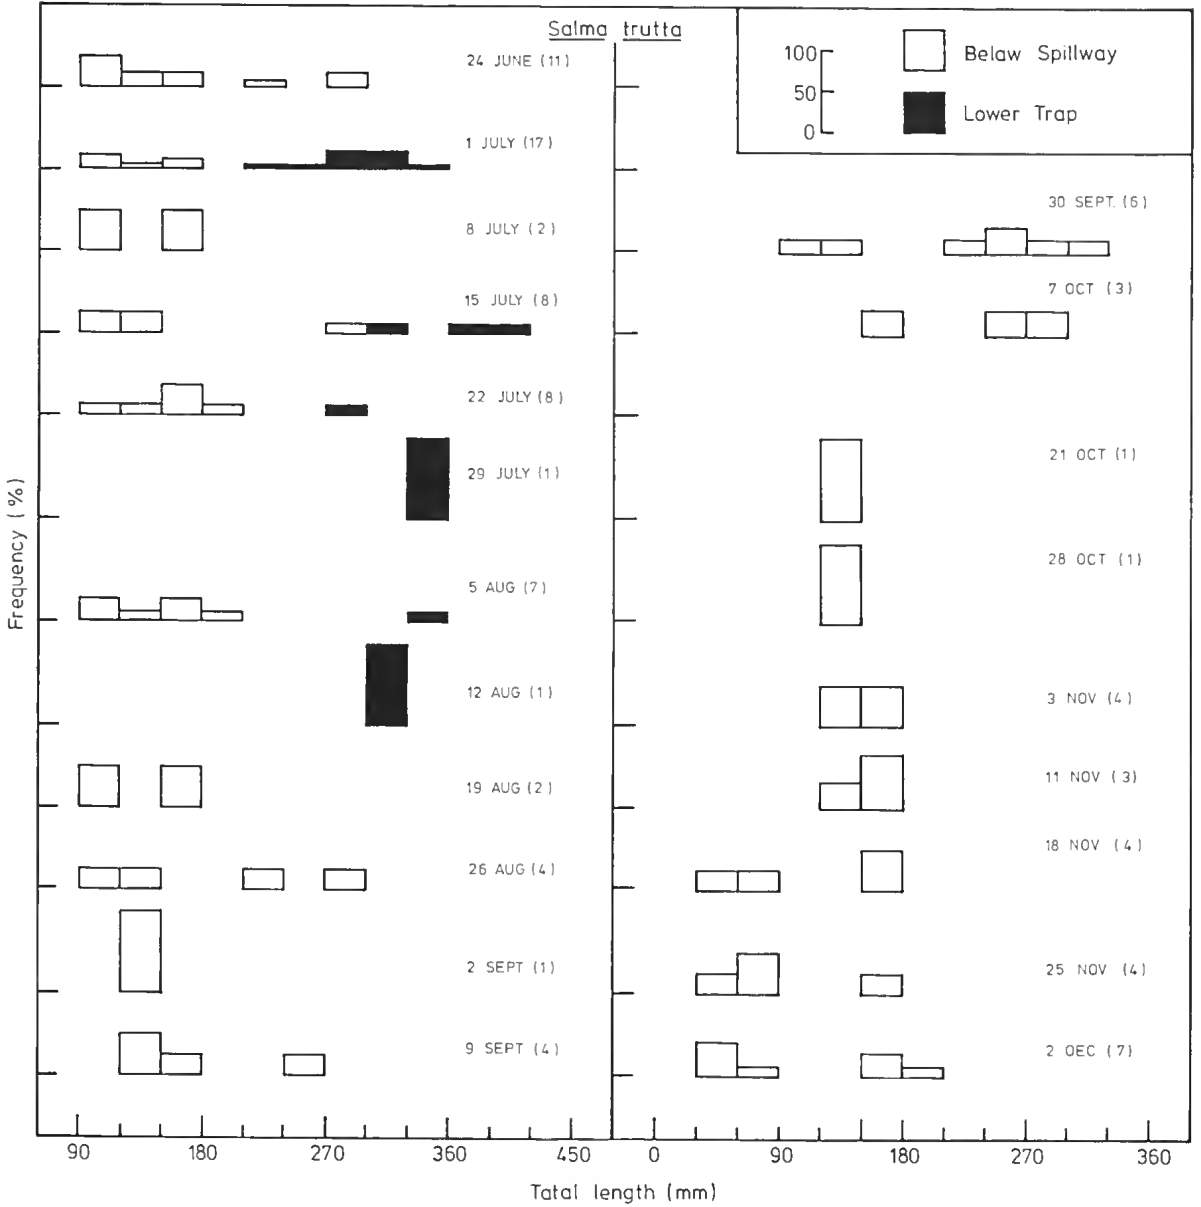 Salma trutta
100
50
0
Belaw Spillway
Lawer Trap
24 JUNE (11)
1 JULY (17)
8 JULY (2)
15 JULY (8)
22 JULY (8)
29 JULY (1)
5 AUG (7)
12 AUG (1)
19 AUG (2)
26 AUG (4)
2 SEPT (1)
9 SEPT (4)
30 SEPT. (6)
7 OCT (3)
21 OCT (1)
28 OCT (1)
3 NOV (4)
11 NOV (3)
18 NOV (4)
25 NOV (4)
2 OEC (7)
Frequency (%)
90 180 270 360 450 0 90 180 270 360
Tatal length (mm)